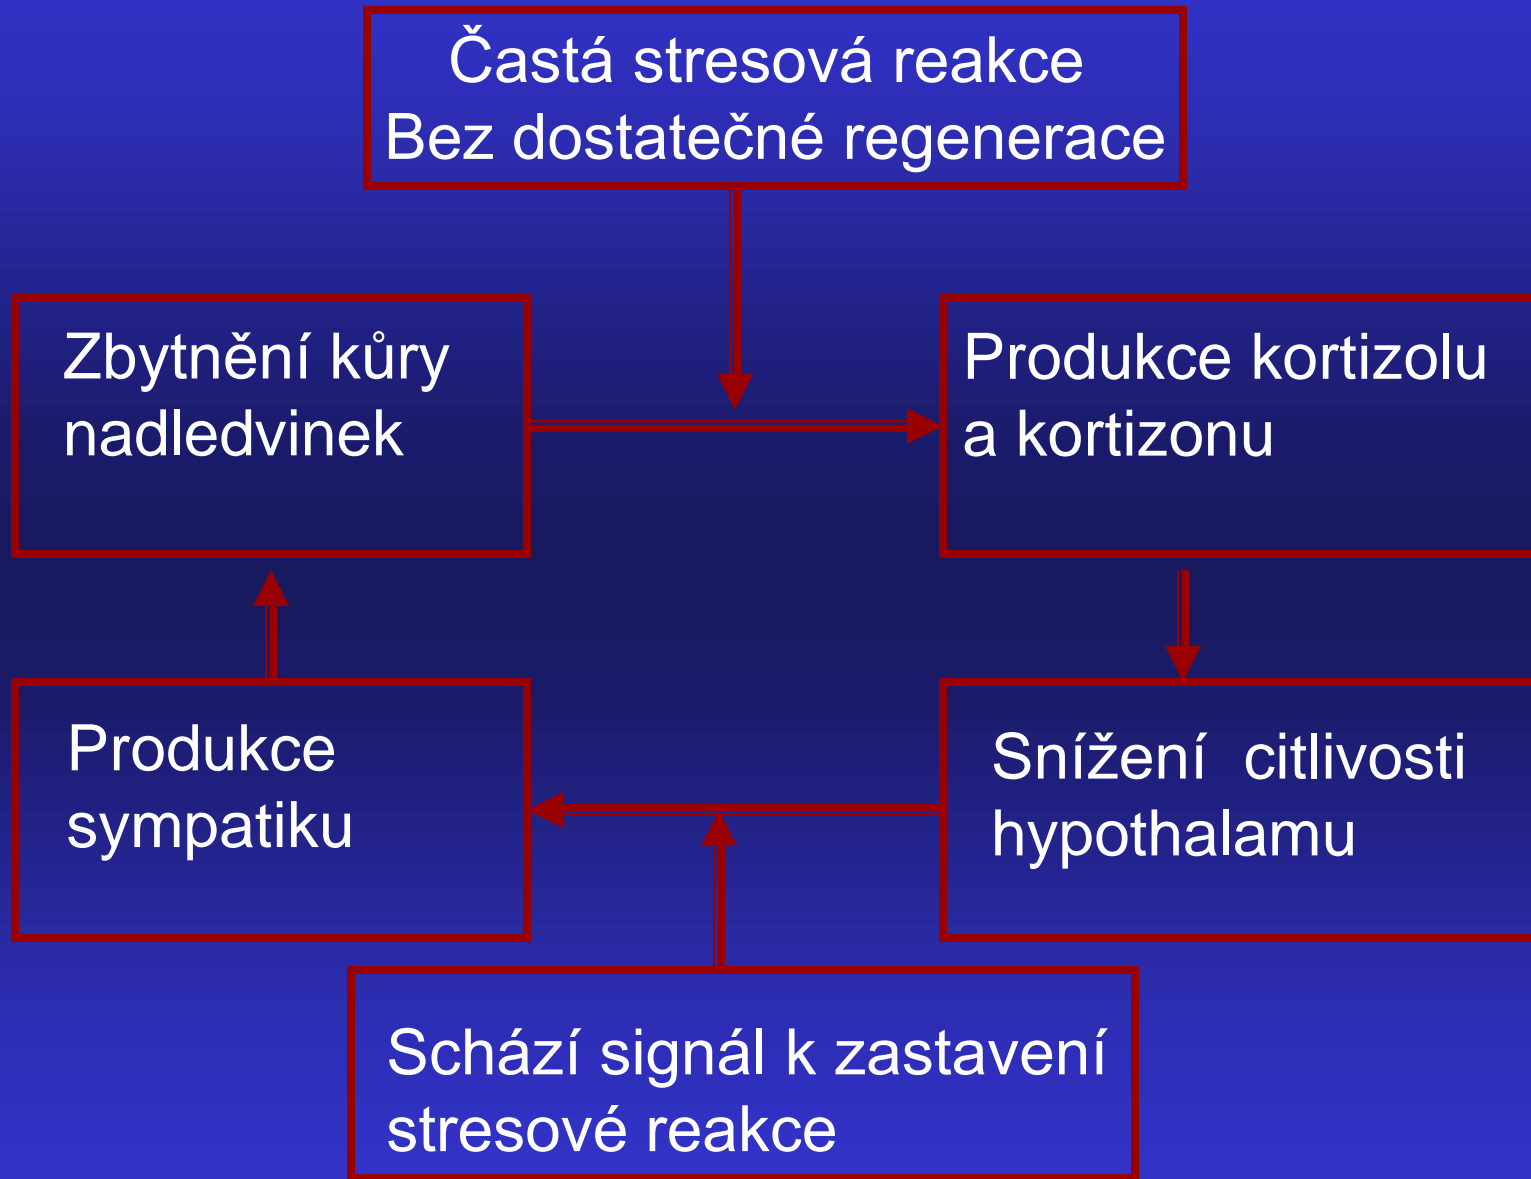 Častá stresová reakce
Bez dostatečné regenerace
Zbytnění kůry
nadledvinek
Produkce kortizolu
a kortizonu
Produkce
sympatiku
Snížení citlivosti
hypothalamu
Schází signál k zastavení
stresové reakce